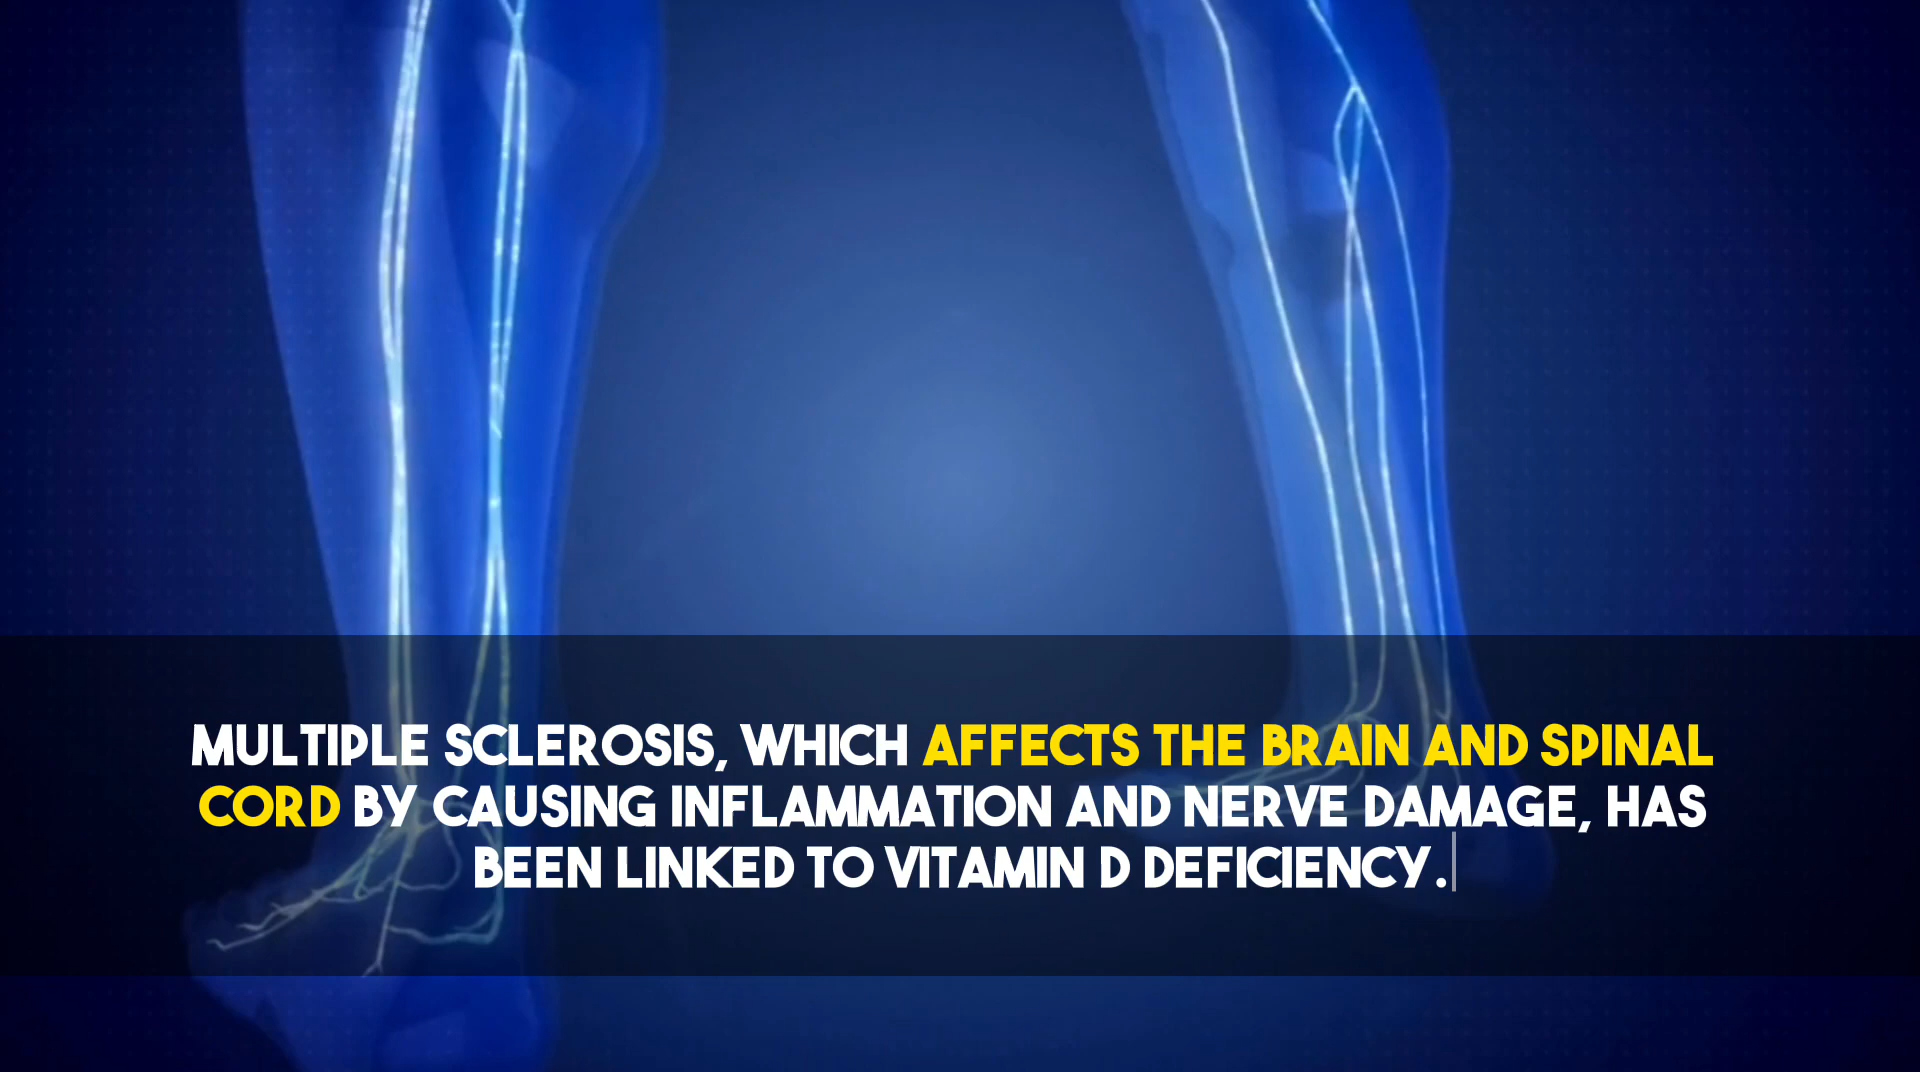 MULTIPLE SCLEROSIS, WHICH AFFECTS THE BRAIN AND SPINAL
CORD BY CAUSING INFLAMMATION AND NERVE DAMAGE, HAS
BEEN LINKED TO VITAMIN D DEFICIENCY.